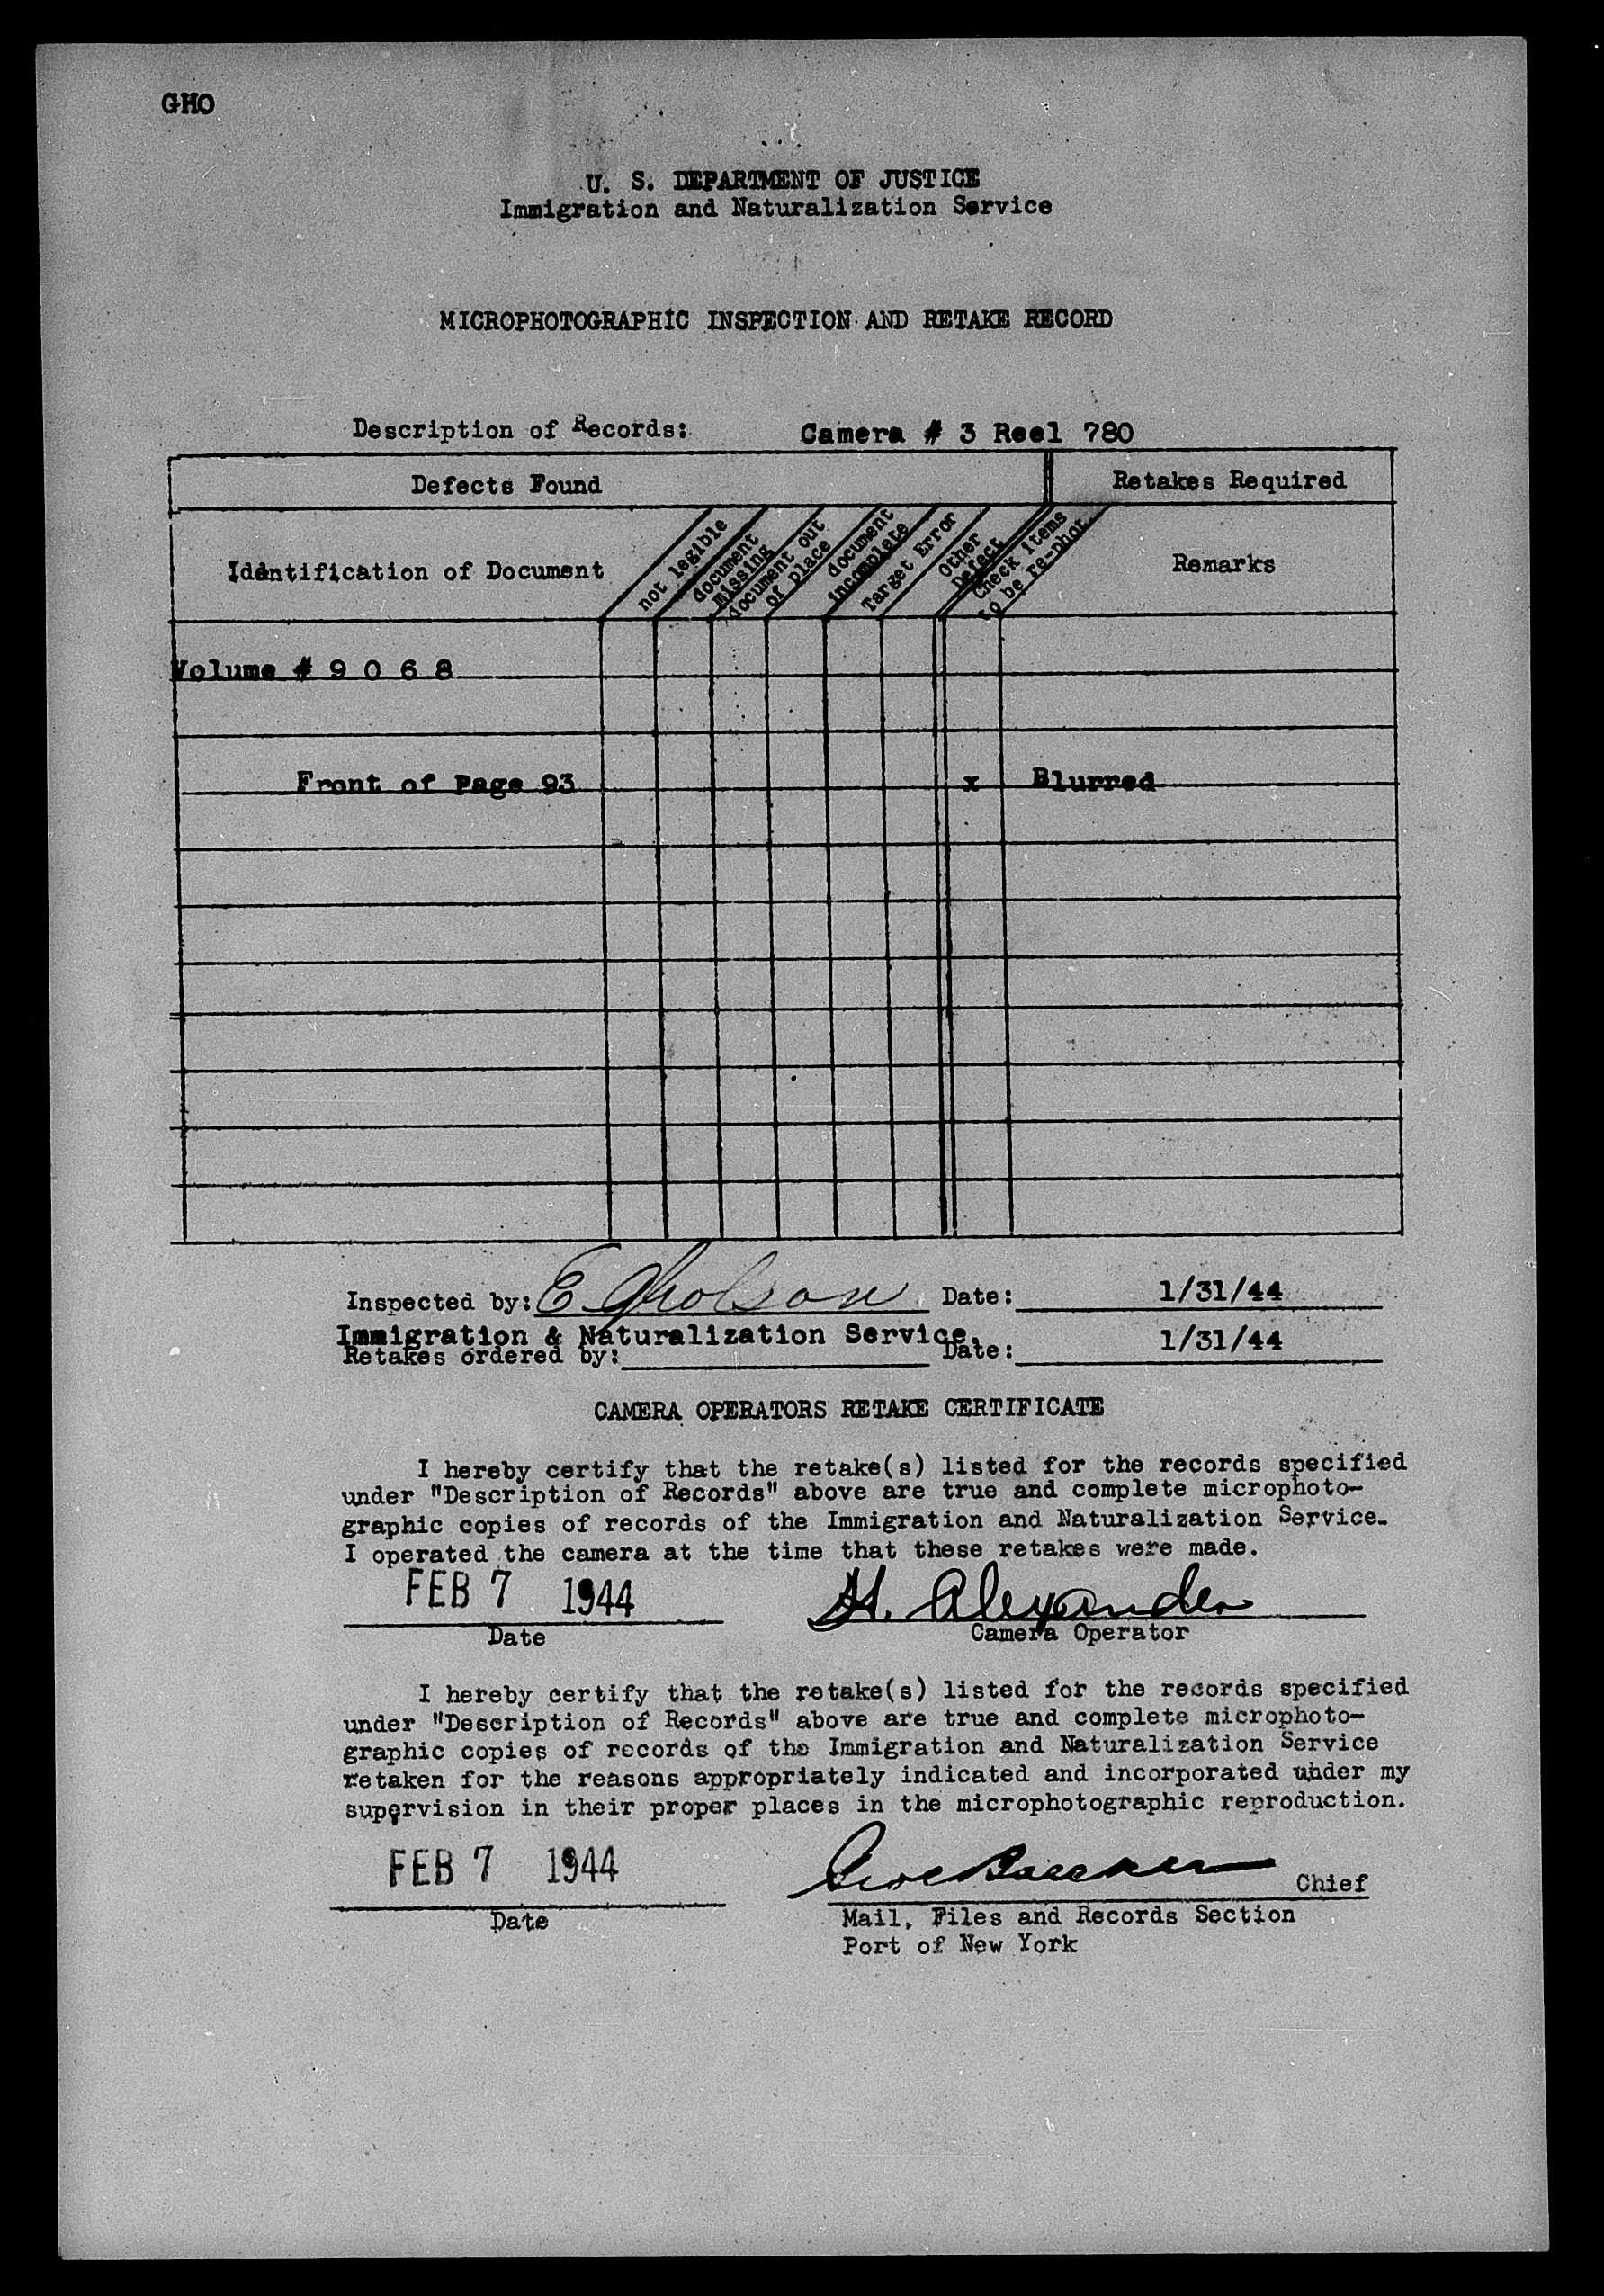 GHO
U. S. DEPARTMENT OF JUSTICE
Immigration and Naturalization Service
MICROPHOTOGRAPHIC INSPECTION AND RETAKE RECORD
Description of Records: Camera # 3 Reel 780
Defects Found
Retakes Required
Identification of Document
not legible
document missing
document out of place
document incomplete
Target Error
Other Defect
Check items to be re-phot.
Remarks
Volume # 9 0 6 8
Front of Page 93 x Blurred
Inspected by: E Date: 1/31/44
Immigration & Naturalization Service.
Retakes ordered by: Date: 1/31/44
CAMERA OPERATORS RETAKE CERTIFICATE
I hereby certify that the retake(s) listed for the records specified
under "Description of Records" above are true and complete microphoto-
graphic copies of records of the Immigration and Naturalization Service.
I operated the camera at the time that these retakes were made.
FEB 7 1944 H. Alexander
Date Camera Operator
I hereby certify that the retake(s) listed for the records specified
under "Description of Records" above are true and complete microphoto-
graphic copies of records of the Immigration and Naturalization Service
retaken for the reasons appropriately indicated and incorporated under my
supervision in their proper places in the microphotographic reproduction.
FEB 7 1944 Chief
Date Mail, Files and Records Section
Port of New York